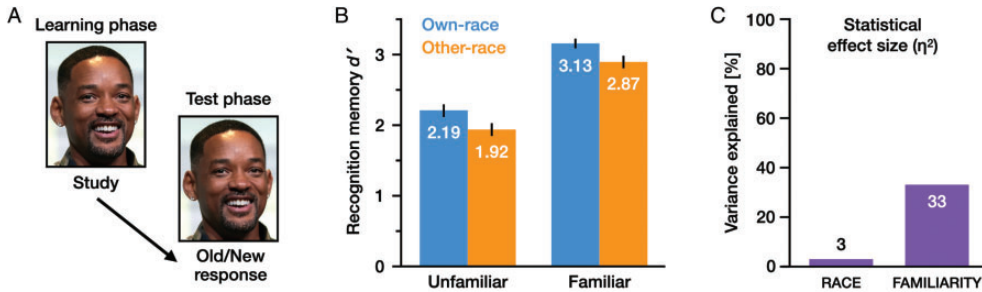 A
Learning phase
Test phase
Study
Old/New
response
B
Own-race
Other-race
Recognition memory d′
3
2
1
0
2.19
1.92
3.13
2.87
Unfamiliar
Familiar
C
Statistical
effect size (η²)
Variance explained [%]
100
80
60
40
20
0
3
33
RACE
FAMILIARITY